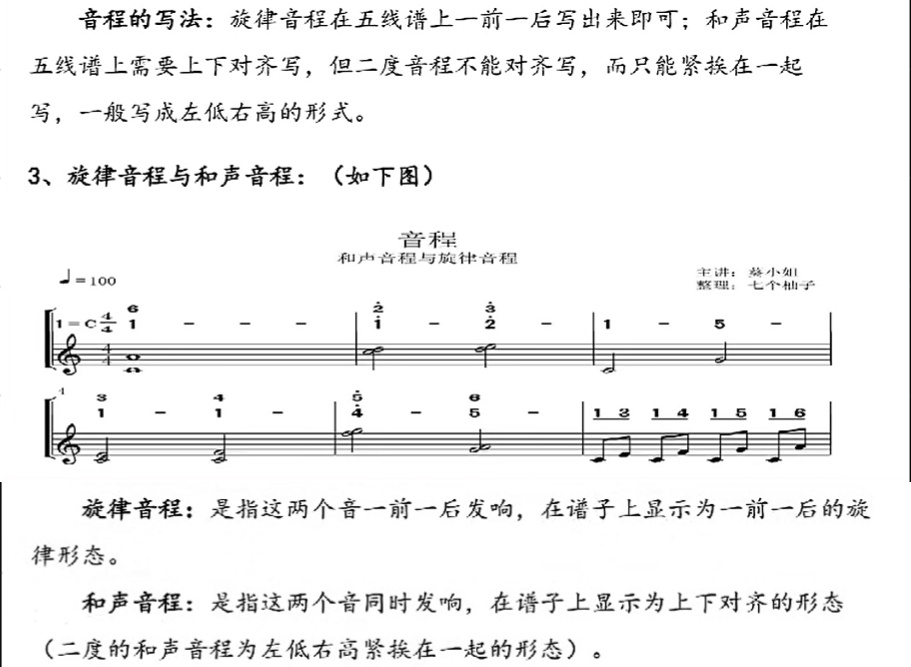 音程的写法：旋律音程在五线谱上一前一后写出来即可；和声音程在
五线谱上需要上下对齐写，但二度音程不能对齐写，而只能紧挨在一起
写，一般写成左低右高的形式。
3、旋律音程与和声音程：（如下图）
音程
和声音程与旋律音程
♩=100
主讲：葵小姐
整理：七个柚子
6 2̇ 3̇
1=C 4/4 1 - - - 1̇ - 2̇ - 1 - 5 -
4
4
4
3 4 5̇ 6
1 - 1 - 4̇ - 5 - 1 3 1 4 1 5 1 6
旋律音程：是指这两个音一前一后发响，在谱子上显示为一前一后的旋
律形态。
和声音程：是指这两个音同时发响，在谱子上显示为上下对齐的形态
（二度的和声音程为左低右高紧挨在一起的形态）。